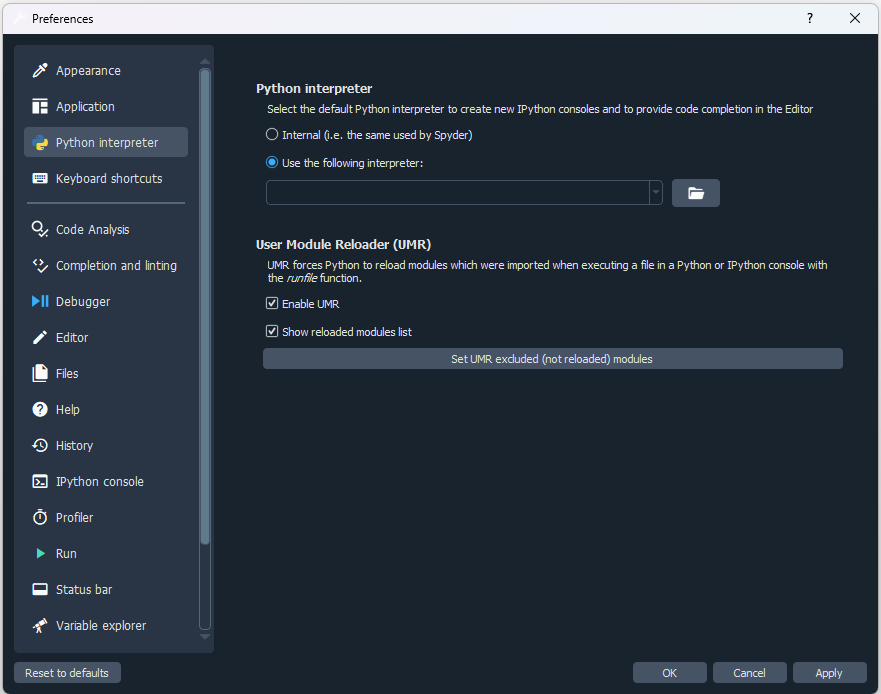 Preferences
?
Appearance
Application
Python interpreter
Keyboard shortcuts
Code Analysis
Completion and linting
Debugger
Editor
Files
Help
History
IPython console
Profiler
Run
Status bar
Variable explorer
Python interpreter
Select the default Python interpreter to create new IPython consoles and to provide code completion in the Editor
Internal (i.e. the same used by Spyder)
Use the following interpreter:
User Module Reloader (UMR)
UMR forces Python to reload modules which were imported when executing a file in a Python or IPython console with
the runfile function.
Enable UMR
Show reloaded modules list
Set UMR excluded (not reloaded) modules
Reset to defaults
OK
Cancel
Apply